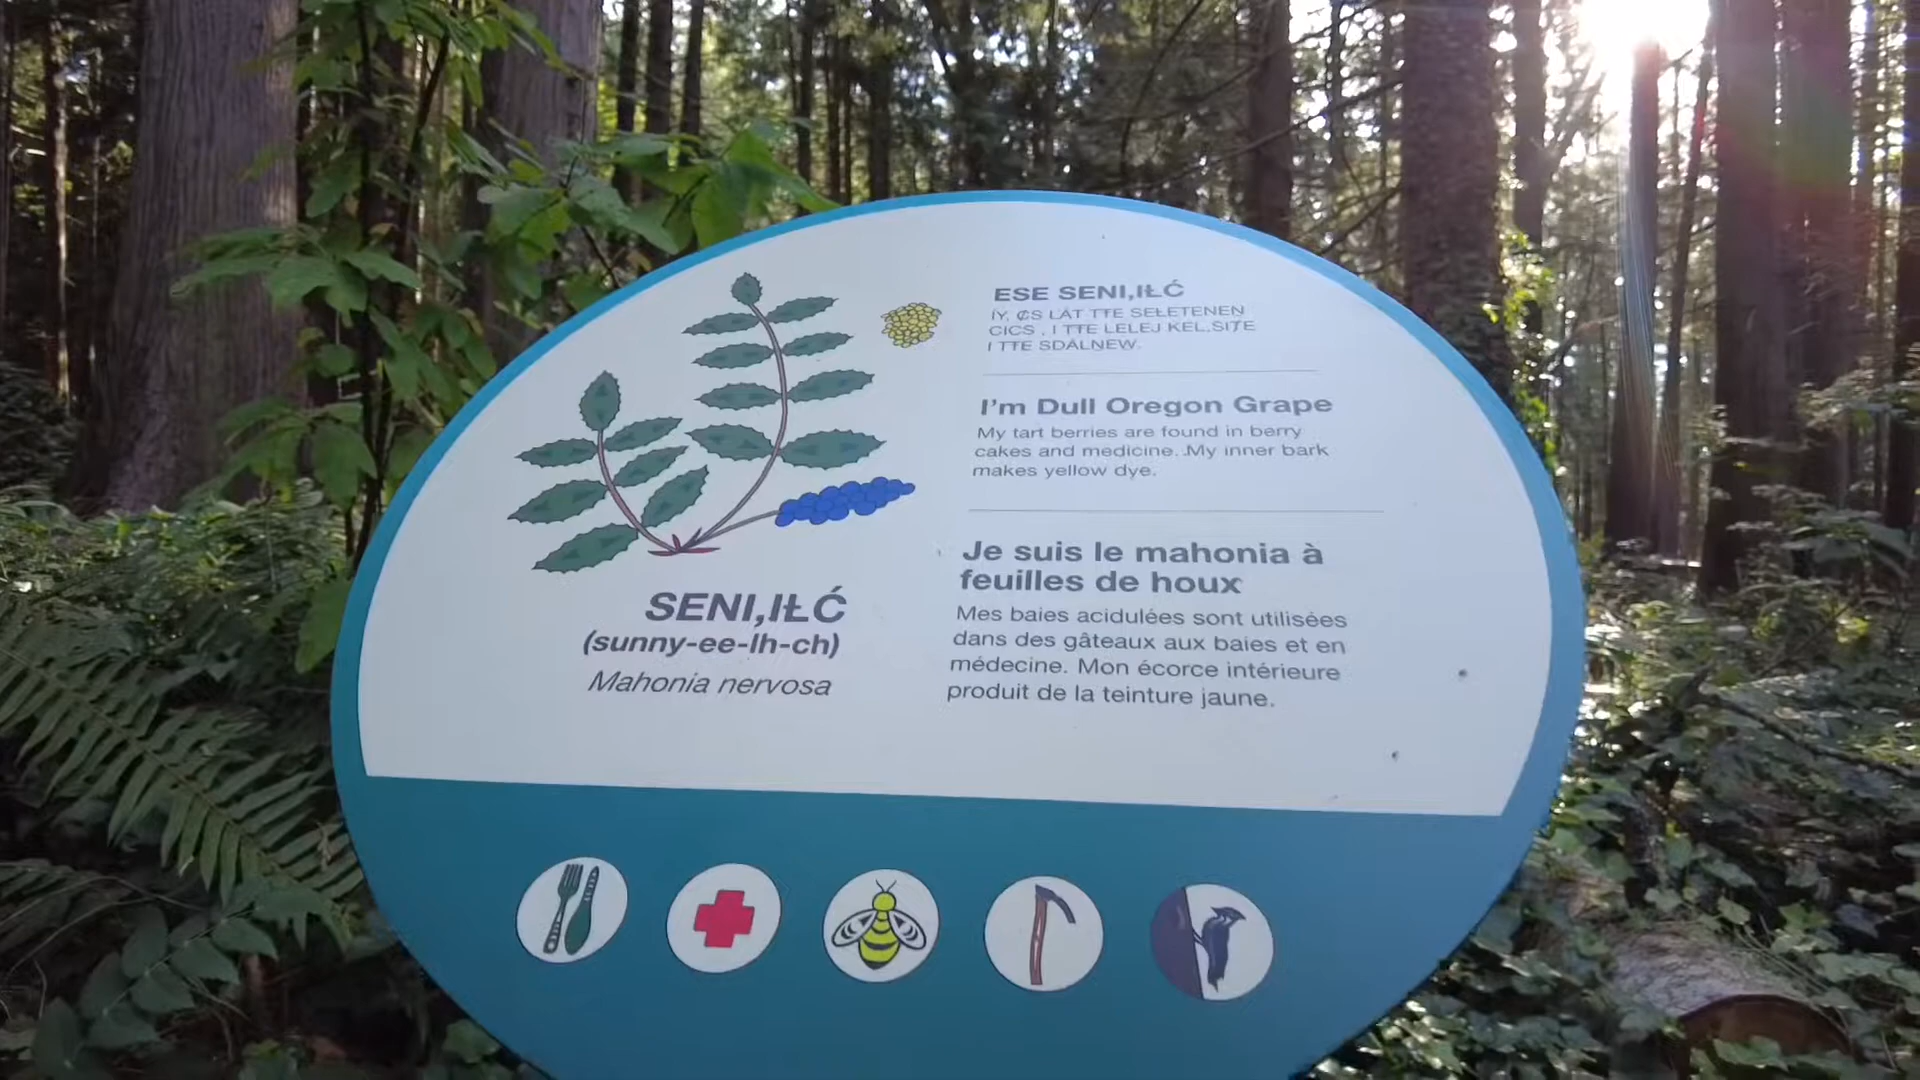 ESE SENI,IȽĆ
ÍY, ȻS LÁT TŦE SEȽETENEN
CICS , I TŦE LELEJ KEL,SITE
I TŦE SDÁLNEW.
I'm Dull Oregon Grape
My tart berries are found in berry
cakes and medicine. My inner bark
makes yellow dye.
Je suis le mahonia à
feuilles de houx
Mes baies acidulées sont utilisées
dans des gâteaux aux baies et en
médecine. Mon écorce intérieure
produit de la teinture jaune.
SENI,IȽĆ
(sunny-ee-lh-ch)
Mahonia nervosa